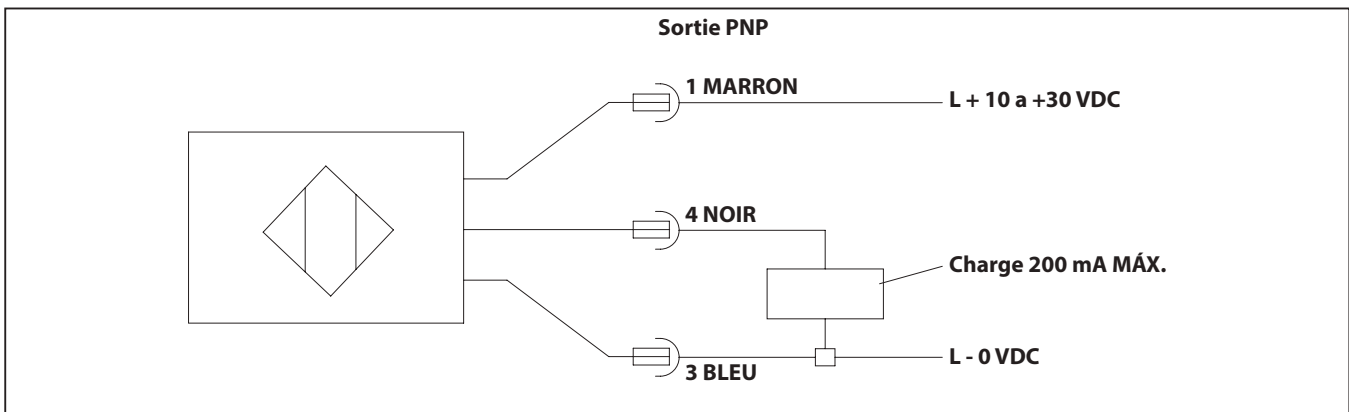 Sortie PNP
1 MARRON
L + 10 a +30 VDC
4 NOIR
Charge 200 mA MÁX.
L - 0 VDC
3 BLEU